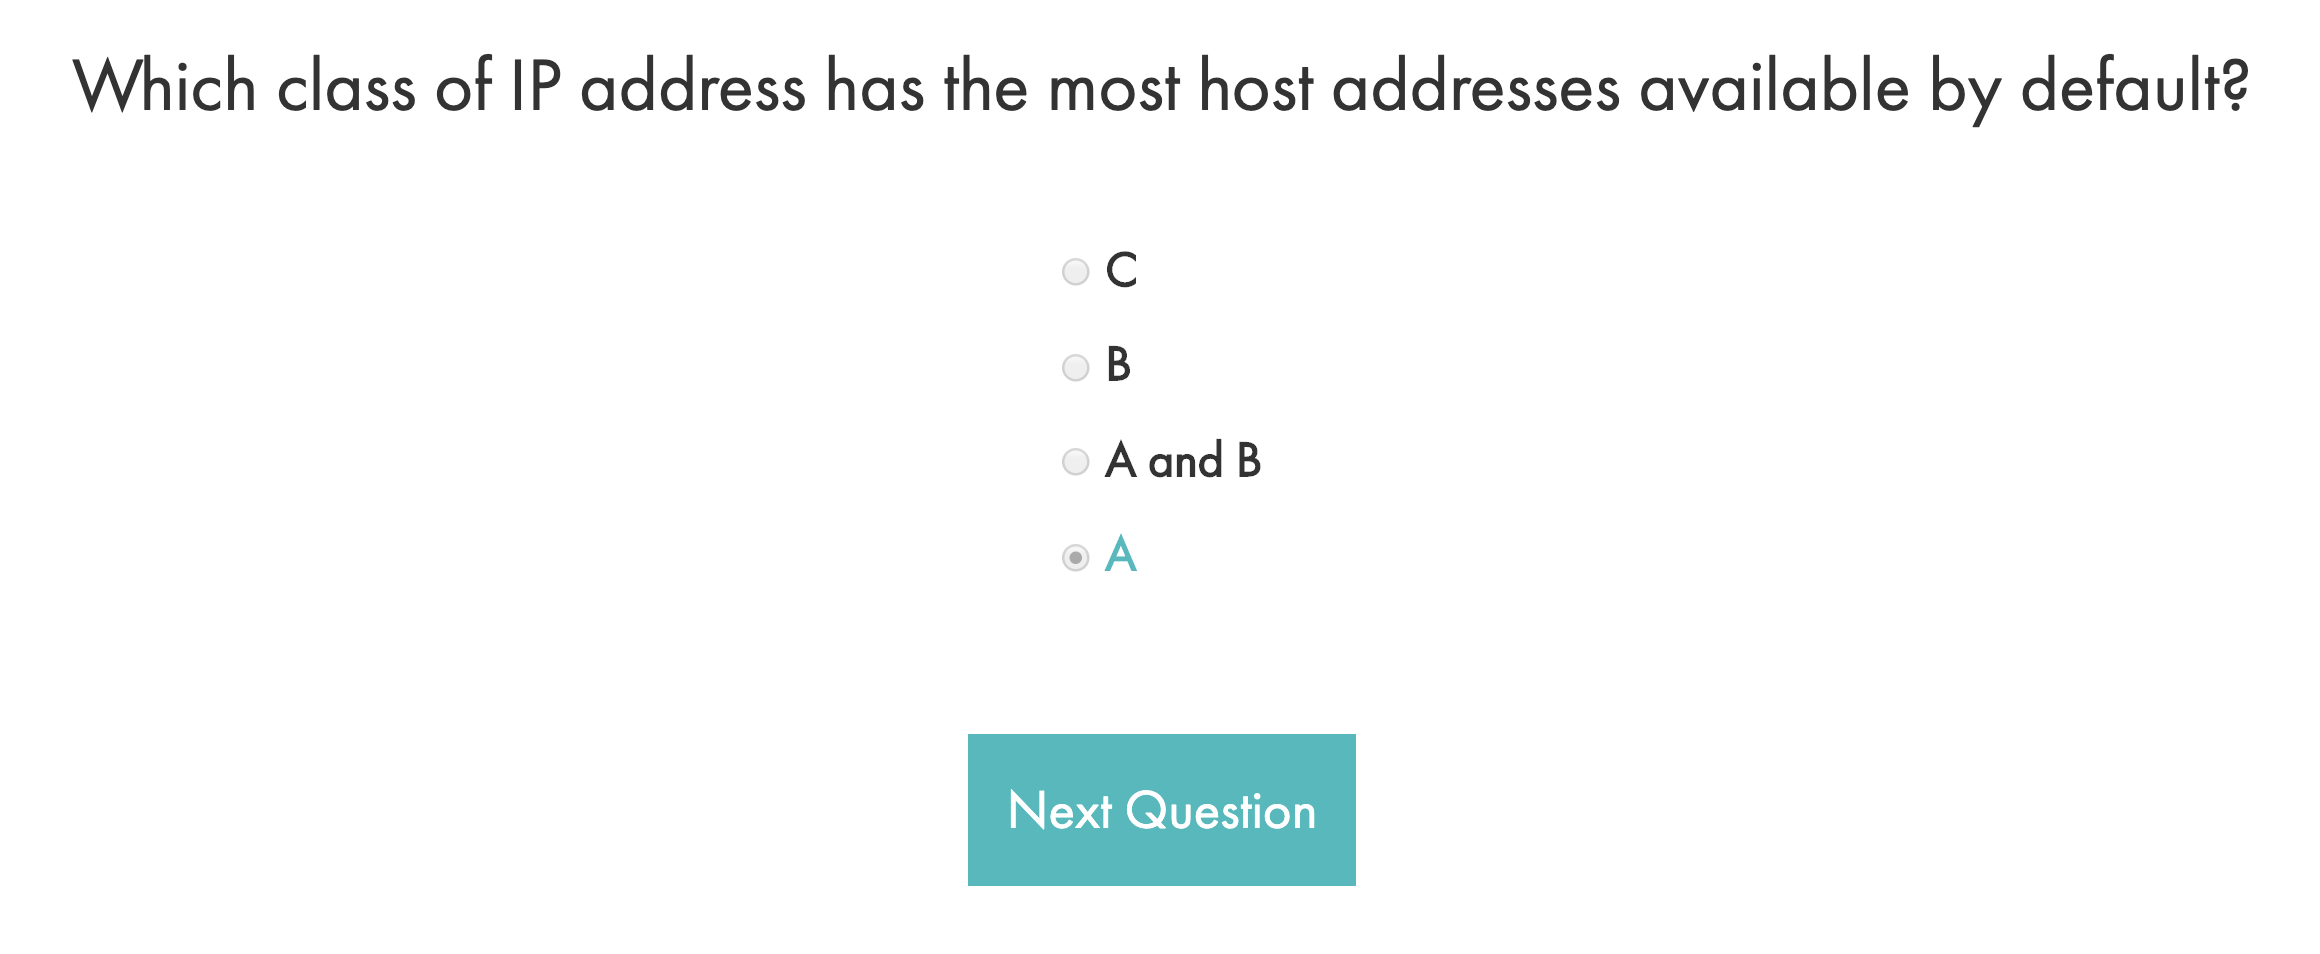 Which class of IP address has the most host addresses available by default?
C
B
A and B
A
Next Question